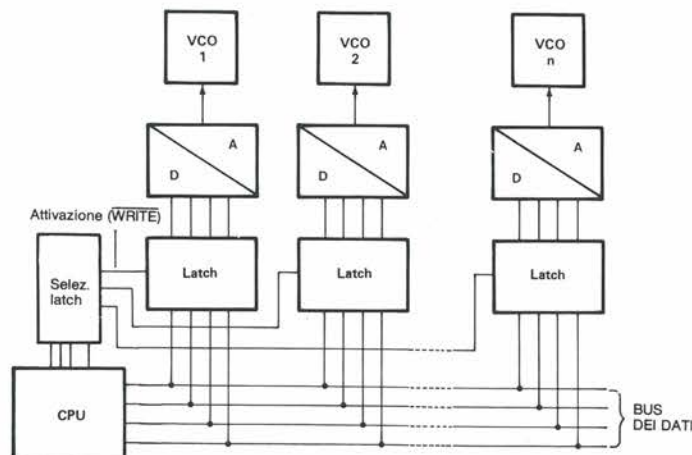 VCO
1
VCO
2
VCO
n
A
D
A
D
A
D
Attivazione (WRITE)
Selez.
latch
Latch
Latch
Latch
CPU
BUS
DEI DATI